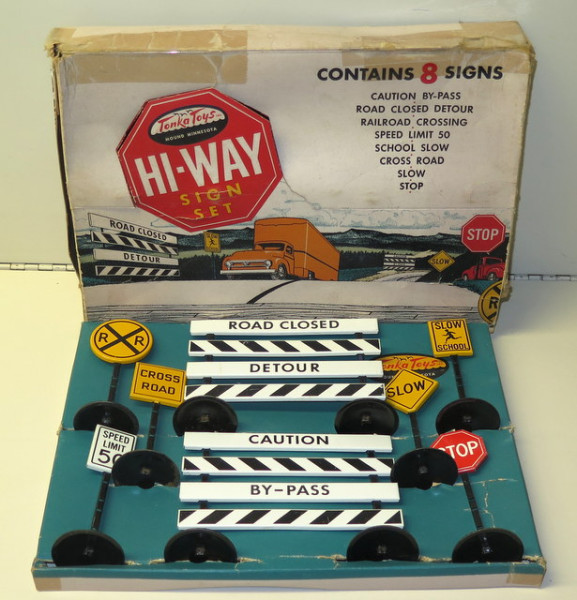 CONTAINS 8 SIGNS
CAUTION BY-PASS
ROAD CLOSED DETOUR
RAILROAD CROSSING
SPEED LIMIT 50
SCHOOL SLOW
CROSS ROAD
SLOW
STOP
Tonka Toys
MOUND MINNESOTA
HI-WAY
SIGN
SET
ROAD CLOSED
DETOUR
STOP
SLOW
R R
ROAD CLOSED
DETOUR
SLOW
SCHOOL
Tonka Toys
CROSS
ROAD
SLOW
SPEED
LIMIT
50
CAUTION
STOP
BY-PASS